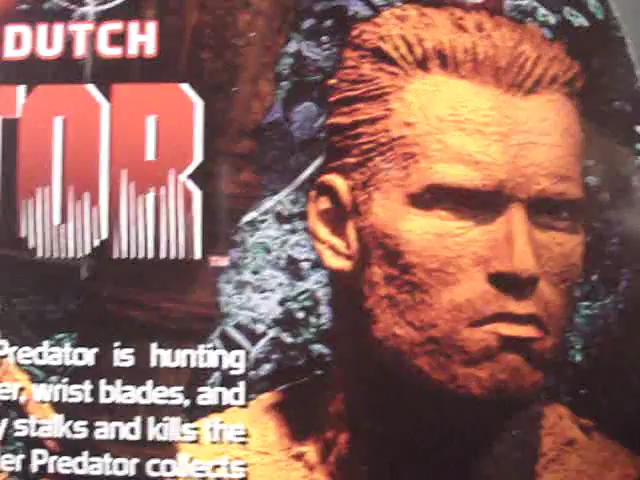 DUTCH
TOR
Predator is hunting
er, wrist blades, and
y stalks and kills the
er Predator collects